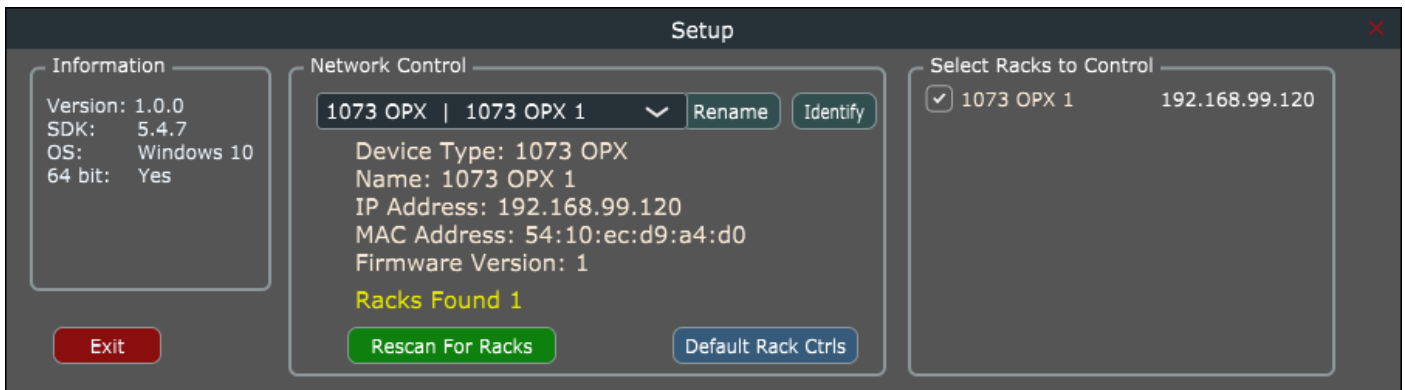 Setup
Information
Version: 1.0.0
SDK: 5.4.7
OS: Windows 10
64 bit: Yes
Exit
Network Control
1073 OPX | 1073 OPX 1
Rename
Identify
Device Type: 1073 OPX
Name: 1073 OPX 1
IP Address: 192.168.99.120
MAC Address: 54:10:ec:d9:a4:d0
Firmware Version: 1
Racks Found 1
Rescan For Racks
Default Rack Ctrls
Select Racks to Control
1073 OPX 1 192.168.99.120